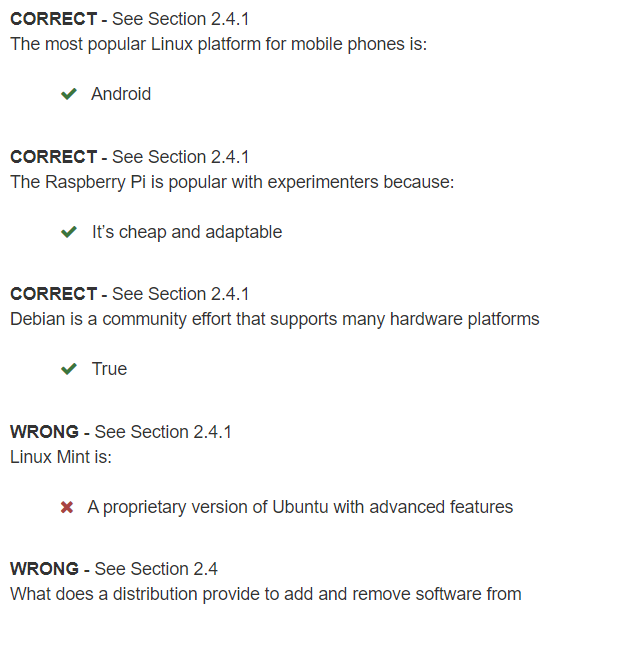 CORRECT - See Section 2.4.1
The most popular Linux platform for mobile phones is:
Android
CORRECT - See Section 2.4.1
The Raspberry Pi is popular with experimenters because:
It's cheap and adaptable
CORRECT - See Section 2.4.1
Debian is a community effort that supports many hardware platforms
True
WRONG - See Section 2.4.1
Linux Mint is:
A proprietary version of Ubuntu with advanced features
WRONG - See Section 2.4
What does a distribution provide to add and remove software from